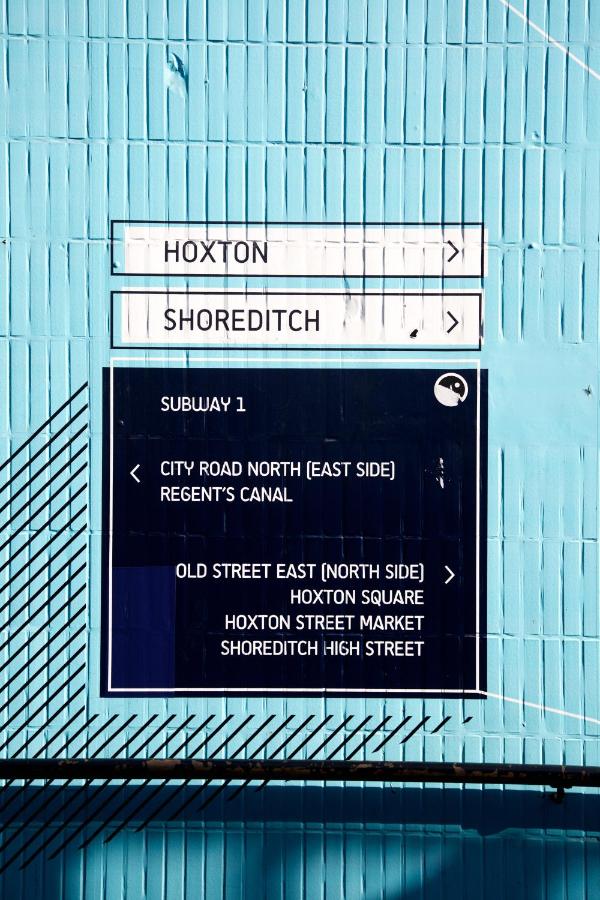 HOXTON >
SHOREDITCH >
SUBWAY 1
< CITY ROAD NORTH (EAST SIDE)
REGENT'S CANAL
OLD STREET EAST (NORTH SIDE) >
HOXTON SQUARE
HOXTON STREET MARKET
SHOREDITCH HIGH STREET